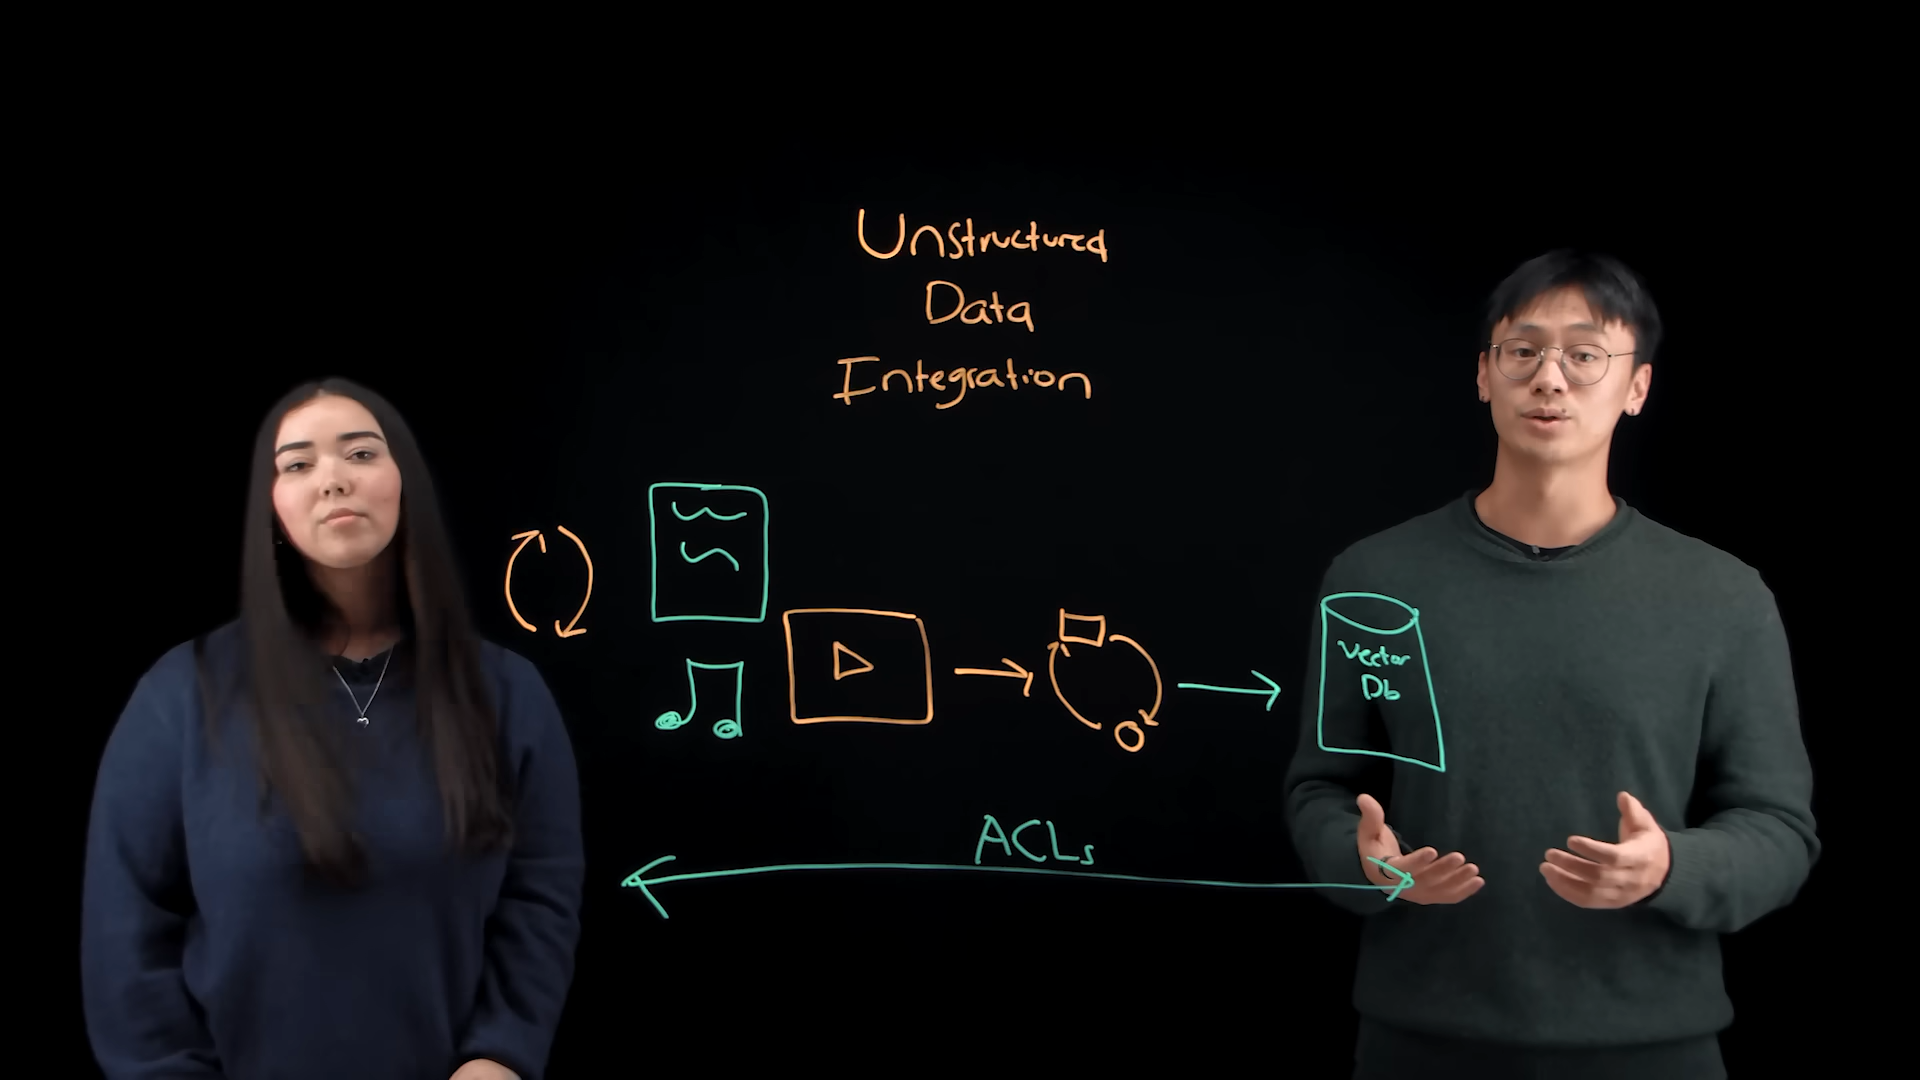 Unstructured
Data
Integration
Vector
Db
ACLs